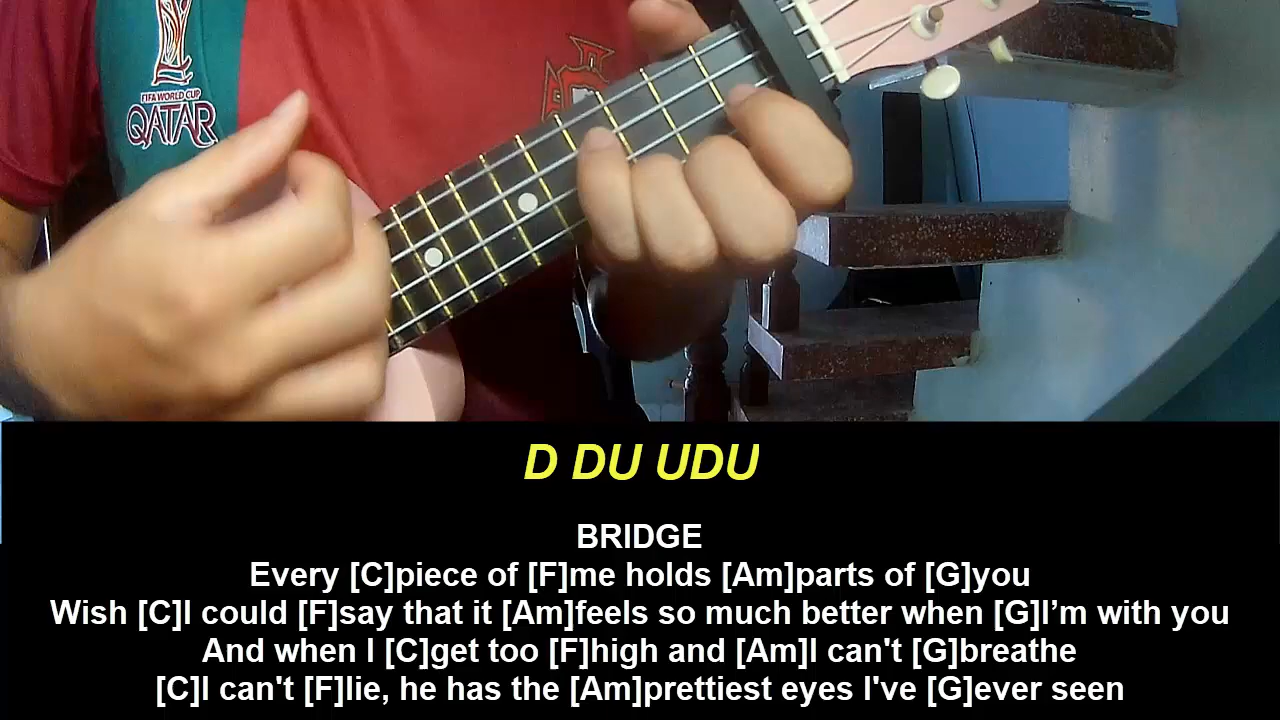 FIFA WORLD CUP
QATAR
D DU UDU
BRIDGE
Every [C]piece of [F]me holds [Am]parts of [G]you
Wish [C]I could [F]say that it [Am]feels so much better when [G]I’m with you
And when I [C]get too [F]high and [Am]I can't [G]breathe
[C]I can't [F]lie, he has the [Am]prettiest eyes I've [G]ever seen